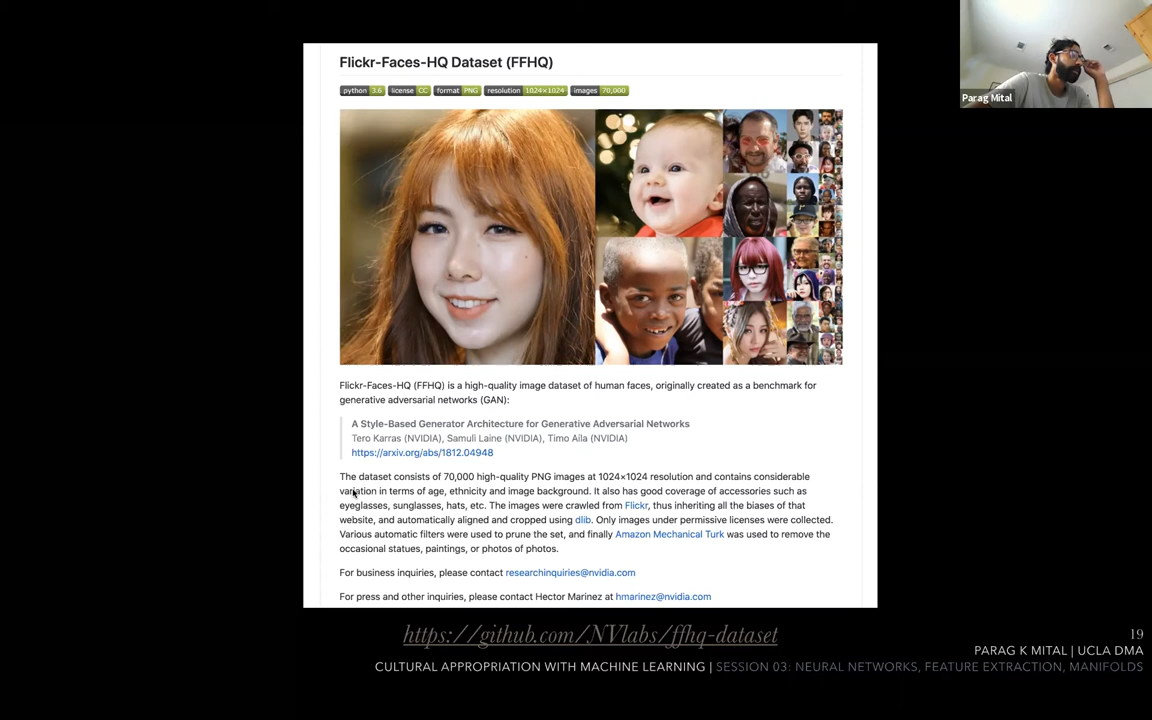 Flickr-Faces-HQ Dataset (FFHQ)
python 3.6 license CC format PNG resolution 1024×1024 images 70,000
Parag Mital
Flickr-Faces-HQ (FFHQ) is a high-quality image dataset of human faces, originally created as a benchmark for
generative adversarial networks (GAN):
A Style-Based Generator Architecture for Generative Adversarial Networks
Tero Karras (NVIDIA), Samuli Laine (NVIDIA), Timo Aila (NVIDIA)
https://arxiv.org/abs/1812.04948
The dataset consists of 70,000 high-quality PNG images at 1024×1024 resolution and contains considerable
variation in terms of age, ethnicity and image background. It also has good coverage of accessories such as
eyeglasses, sunglasses, hats, etc. The images were crawled from Flickr, thus inheriting all the biases of that
website, and automatically aligned and cropped using dlib. Only images under permissive licenses were collected.
Various automatic filters were used to prune the set, and finally Amazon Mechanical Turk was used to remove the
occasional statues, paintings, or photos of photos.
For business inquiries, please contact researchinquiries@nvidia.com
For press and other inquiries, please contact Hector Marinez at hmarinez@nvidia.com
https://github.com/NVlabs/ffhq-dataset
19
PARAG K MITAL | UCLA DMA
CULTURAL APPROPRIATION WITH MACHINE LEARNING | SESSION 03: NEURAL NETWORKS, FEATURE EXTRACTION, MANIFOLDS